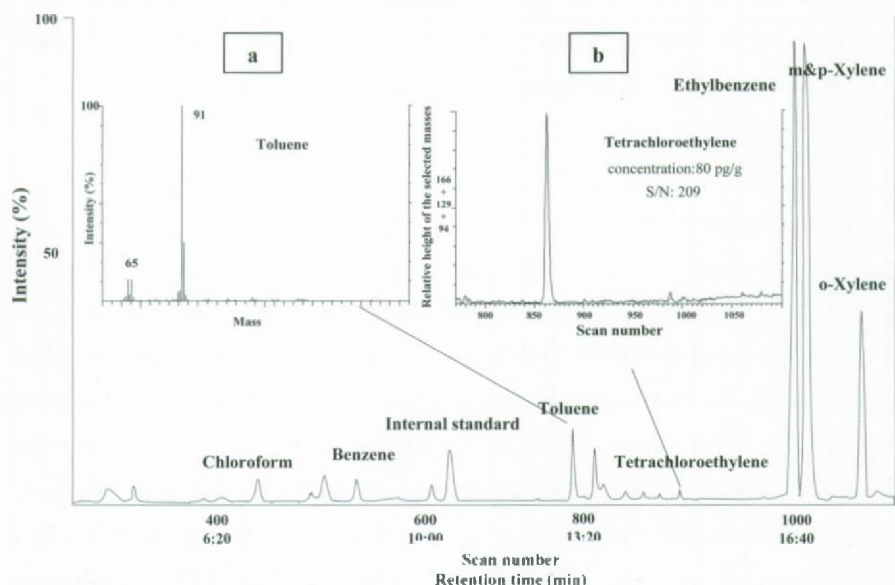 100
a
b
m&p-Xylene
Ethylbenzene
100
91
Toluene
Tetrachloroethylene
concentration:80 pg/g
S/N: 209
Intensity (%)
65
Mass
Relative height of the selected masses
166
+
129
+
94
800
850
900
950
1000
1050
Scan number
Intensity (%)
50
o-Xylene
Internal standard
Toluene
Chloroform
Benzene
Tetrachloroethylene
400
600
800
1000
6:20
10:00
13:20
16:40
Scan number
Retention time (min)